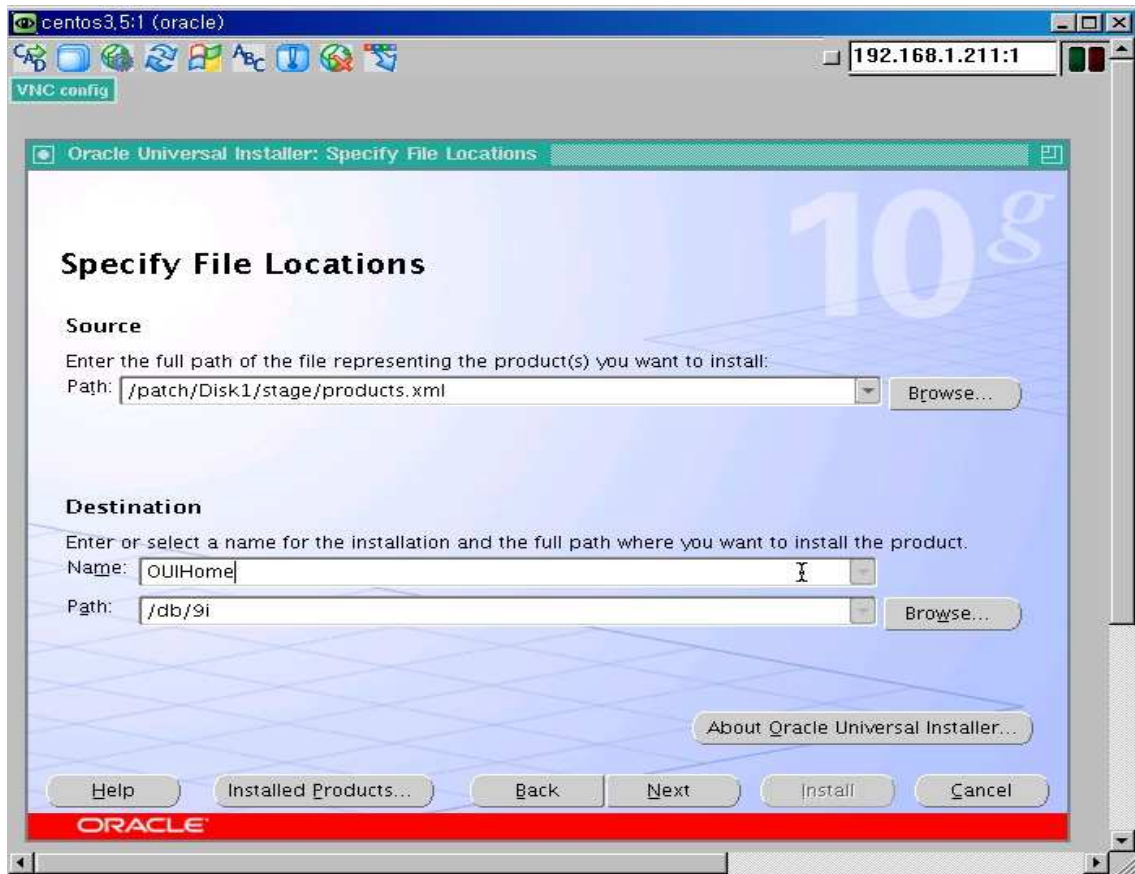 centos3,5:1 (oracle)
CAD
ABC
192.168.1.211:1
VNC config
Oracle Universal Installer: Specify File Locations
10g
Specify File Locations
Source
Enter the full path of the file representing the product(s) you want to install:
Path: /patch/Disk1/stage/products.xml Browse...
Destination
Enter or select a name for the installation and the full path where you want to install the product.
Name: OUIHome
Path: /db/9i Browse...
About Oracle Universal Installer...
Help Installed Products... Back Next Install Cancel
ORACLE